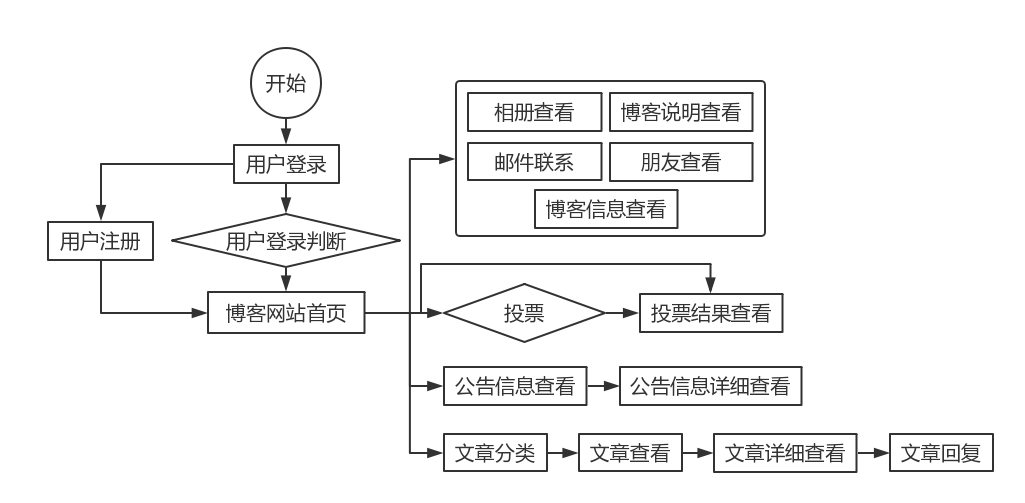 开始
用户登录
用户注册
用户登录判断
博客网站首页
相册查看
博客说明查看
邮件联系
朋友查看
博客信息查看
投票
投票结果查看
公告信息查看
公告信息详细查看
文章分类
文章查看
文章详细查看
文章回复